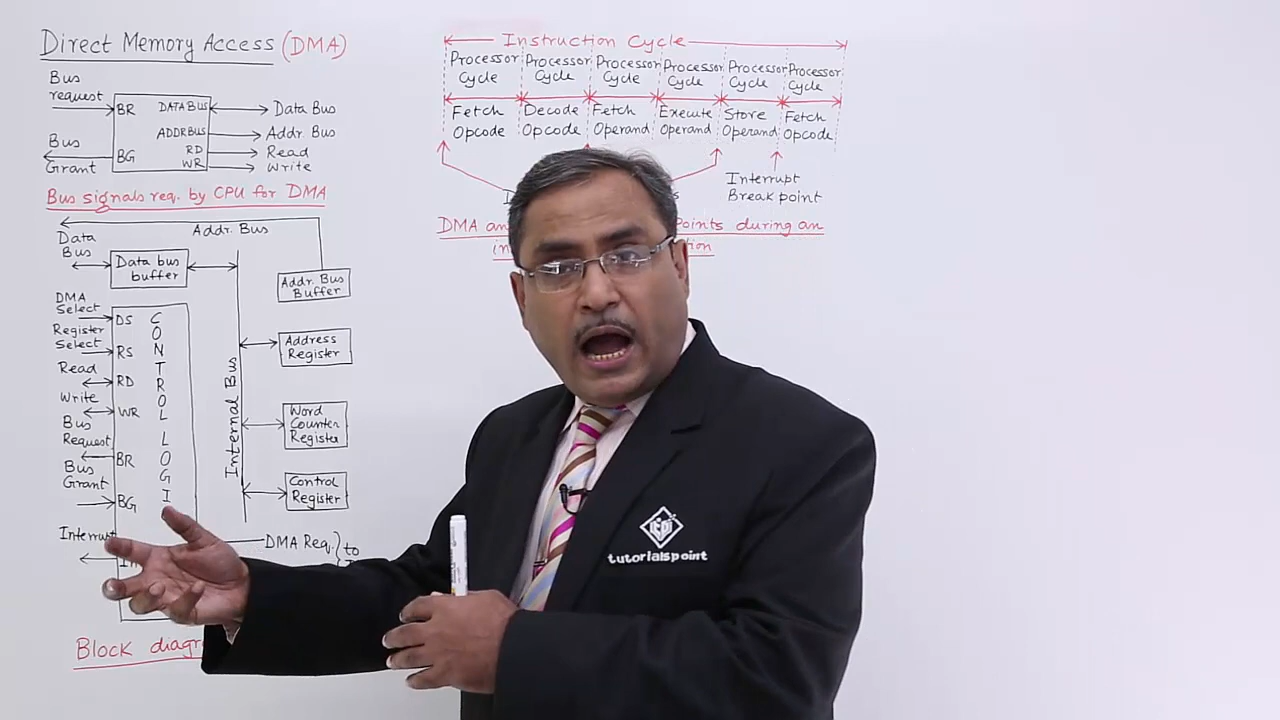 Direct Memory Access (DMA)
Bus
request
BR
DATA BUS
Data Bus
ADDR BUS
Addr. Bus
Bus
Grant
BG
RD
Read
WR
Write
Bus signals req. by CPU for DMA
Addr. Bus
Data
Bus
Data bus
buffer
Addr. Bus
Buffer
DMA
Select
DS
Register
Select
RS
Read
RD
Write
WR
Bus
Request
BR
Bus
Grant
BG
Interrupt
CONTROL LOGI
Internal Bus
Address
Register
Word
Counter
Register
Control
Register
DMA Req.
to
Block
Instruction Cycle
Processor Cycle
Processor Cycle
Processor Cycle
Processor Cycle
Processor Cycle
Processor Cycle
Fetch Opcode
Decode Opcode
Fetch Operand
Execute Operand
Store Operand
Fetch Opcode
Interrupt
Break point
DMA
Points during an
tutorialspoint